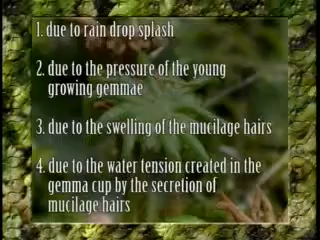 1. due to rain drop splash
2. due to the pressure of the young
growing gemmae
3. due to the swelling of the mucilage hairs
4. due to the water tension created in the
gemma cup by the secretion of
mucilage hairs